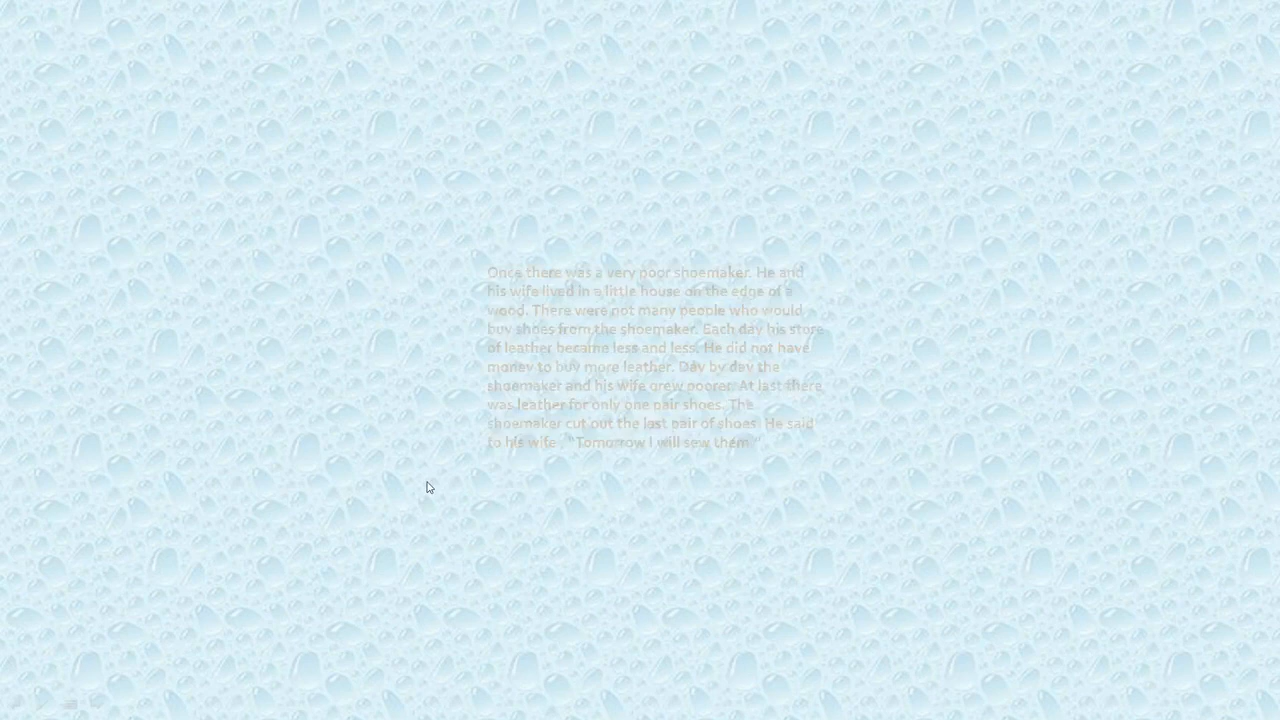 Once there was a very poor shoemaker. He and
his wife lived in a little house on the edge of a
wood. There were not many people who would
buy shoes from the shoemaker. Each day his store
of leather became less and less. He did not have
money to buy more leather. Day by day the
shoemaker and his wife grew poorer. At last there
was leather for only one pair shoes. The
shoemaker cut out the last pair of shoes. He said
to his wife , "Tomorrow I will sew them."